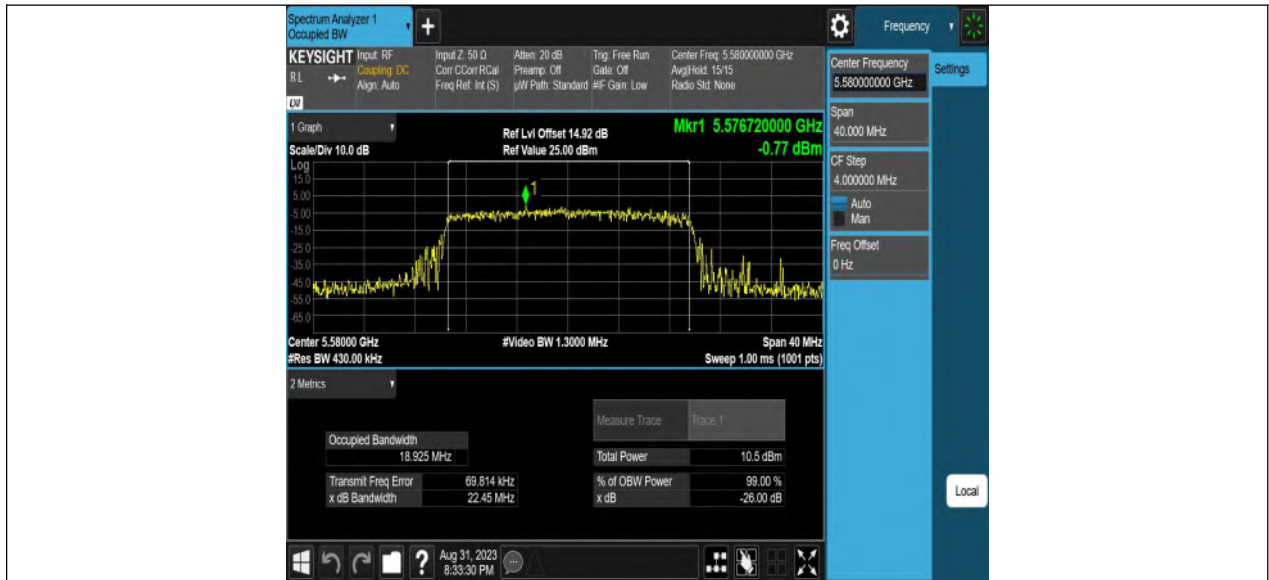 Spectrum Analyzer 1
Occupied BW
+
Frequency
KEYSIGHT
RL
LXI
Input: RF
Coupling: DC
Align: Auto
Input Z: 50 Ω
Corr CCorr RCal
Freq Ref: Int (S)
Atten: 20 dB
Preamp: Off
µW Path: Standard
Trig: Free Run
Gate: Off
#IF Gain: Low
Center Freq: 5.580000000 GHz
Avg|Hold: 15/15
Radio Std: None
Center Frequency
5.580000000 GHz
Settings
Span
40.000 MHz
CF Step
4.000000 MHz
Auto
Man
Freq Offset
0 Hz
Local
1 Graph
Scale/Div 10.0 dB
Ref Lvl Offset 14.92 dB
Ref Value 25.00 dBm
Mkr1 5.576720000 GHz
-0.77 dBm
Log
15.0
5.00
-5.00
-15.0
-25.0
-35.0
-45.0
-55.0
-65.0
1
Center 5.58000 GHz
#Video BW 1.3000 MHz
Span 40 MHz
#Res BW 430.00 kHz
Sweep 1.00 ms (1001 pts)
2 Metrics
Measure Trace
Trace 1
Occupied Bandwidth
18.925 MHz
Total Power
10.5 dBm
Transmit Freq Error
69.814 kHz
% of OBW Power
99.00 %
x dB Bandwidth
22.45 MHz
x dB
-26.00 dB
?
Aug 31, 2023
8:33:30 PM